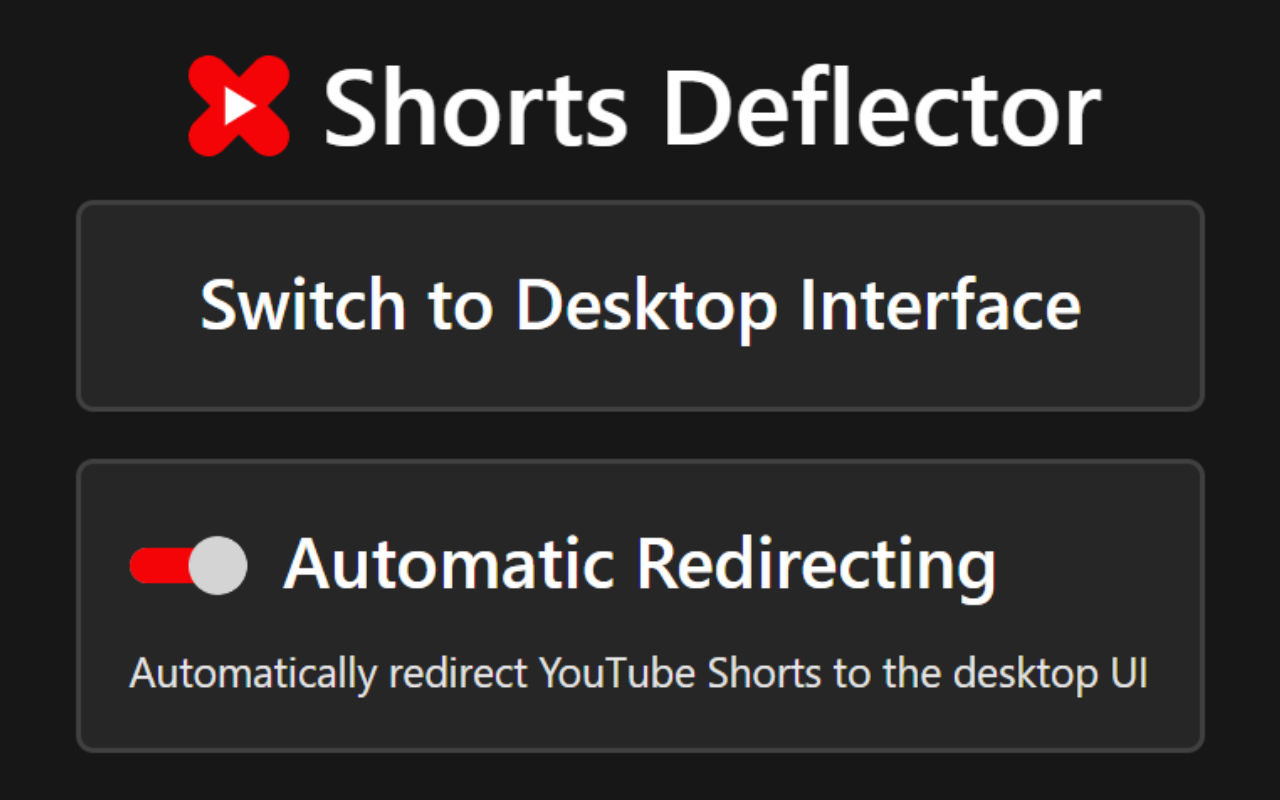 Shorts Deflector
Switch to Desktop Interface
Automatic Redirecting
Automatically redirect YouTube Shorts to the desktop UI